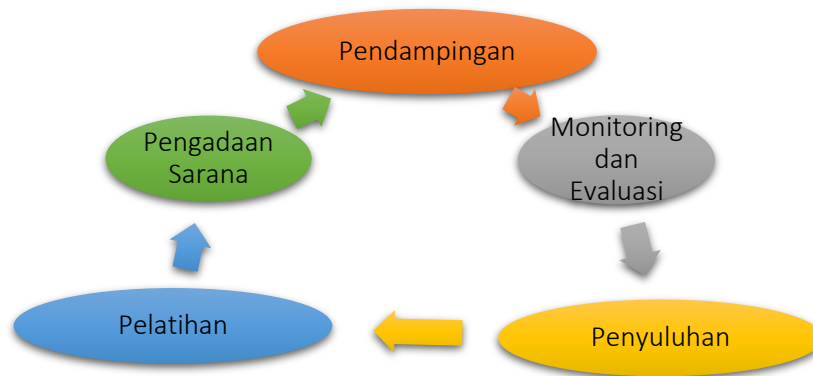 Pendampingan
Monitoring
dan
Evaluasi
Penyuluhan
Pelatihan
Pengadaan
Sarana